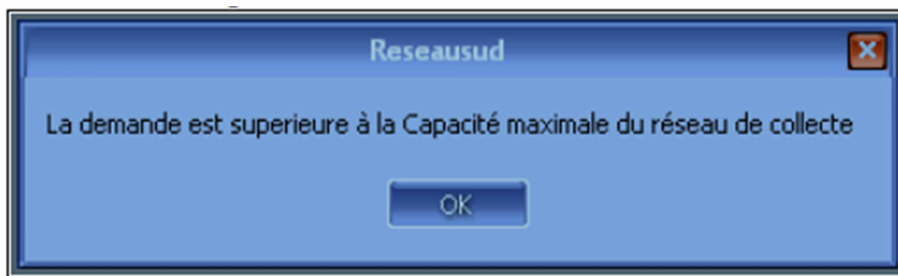 Reseausud
La demande est superieure à la Capacité maximale du réseau de collecte
OK